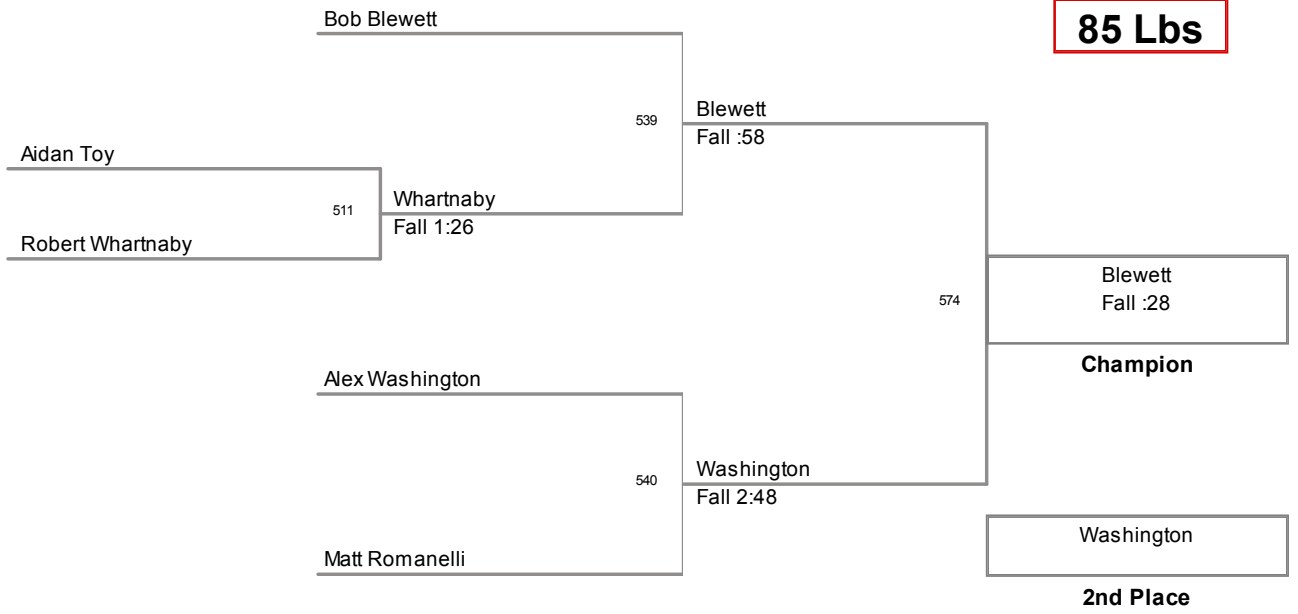 Bob Blewett
85 Lbs
539
Blewett
Fall :58
Aidan Toy
511
Whartnaby
Fall 1:26
Robert Whartnaby
574
Blewett
Fall :28
Champion
Alex Washington
540
Washington
Fall 2:48
Matt Romanelli
Washington
2nd Place